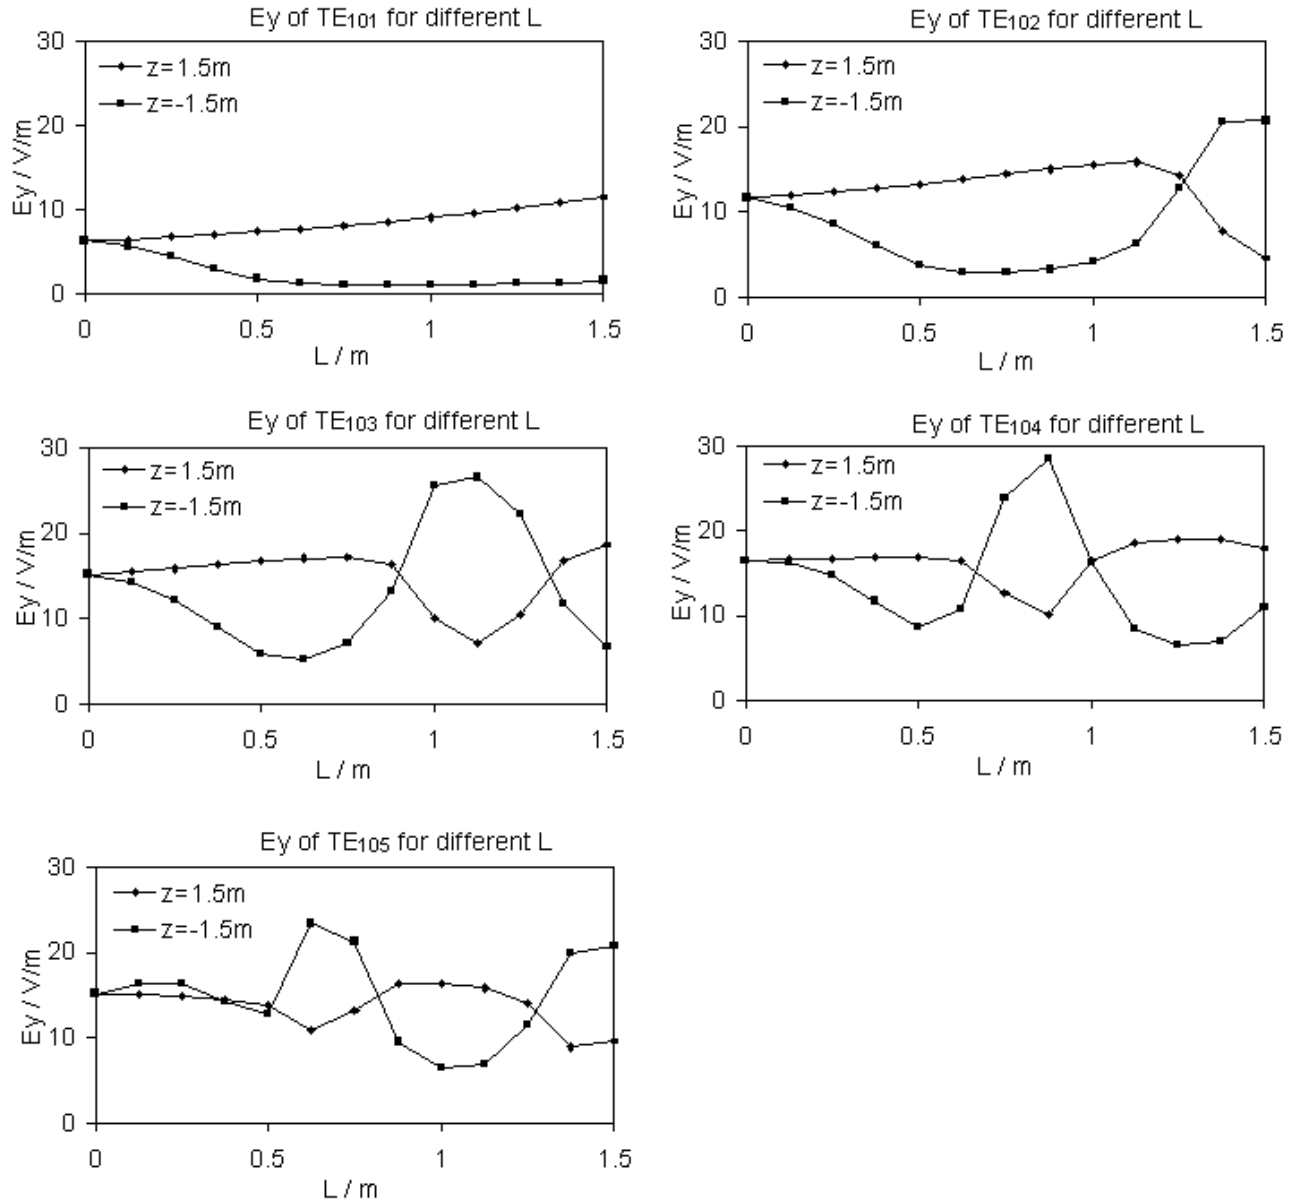 Ey of TE101 for different L
30
20
10
0
Ey / V/m
z=1.5m
z=-1.5m
0 0.5 1 1.5
L / m
Ey of TE102 for different L
30
20
10
0
Ey / V/m
z=1.5m
z=-1.5m
0 0.5 1 1.5
L / m
Ey of TE103 for different L
30
20
10
0
Ey / V/m
z=1.5m
z=-1.5m
0 0.5 1 1.5
L / m
Ey of TE104 for different L
30
20
10
0
Ey / V/m
z=1.5m
z=-1.5m
0 0.5 1 1.5
L / m
Ey of TE105 for different L
30
20
10
0
Ey / V/m
z=1.5m
z=-1.5m
0 0.5 1 1.5
L / m